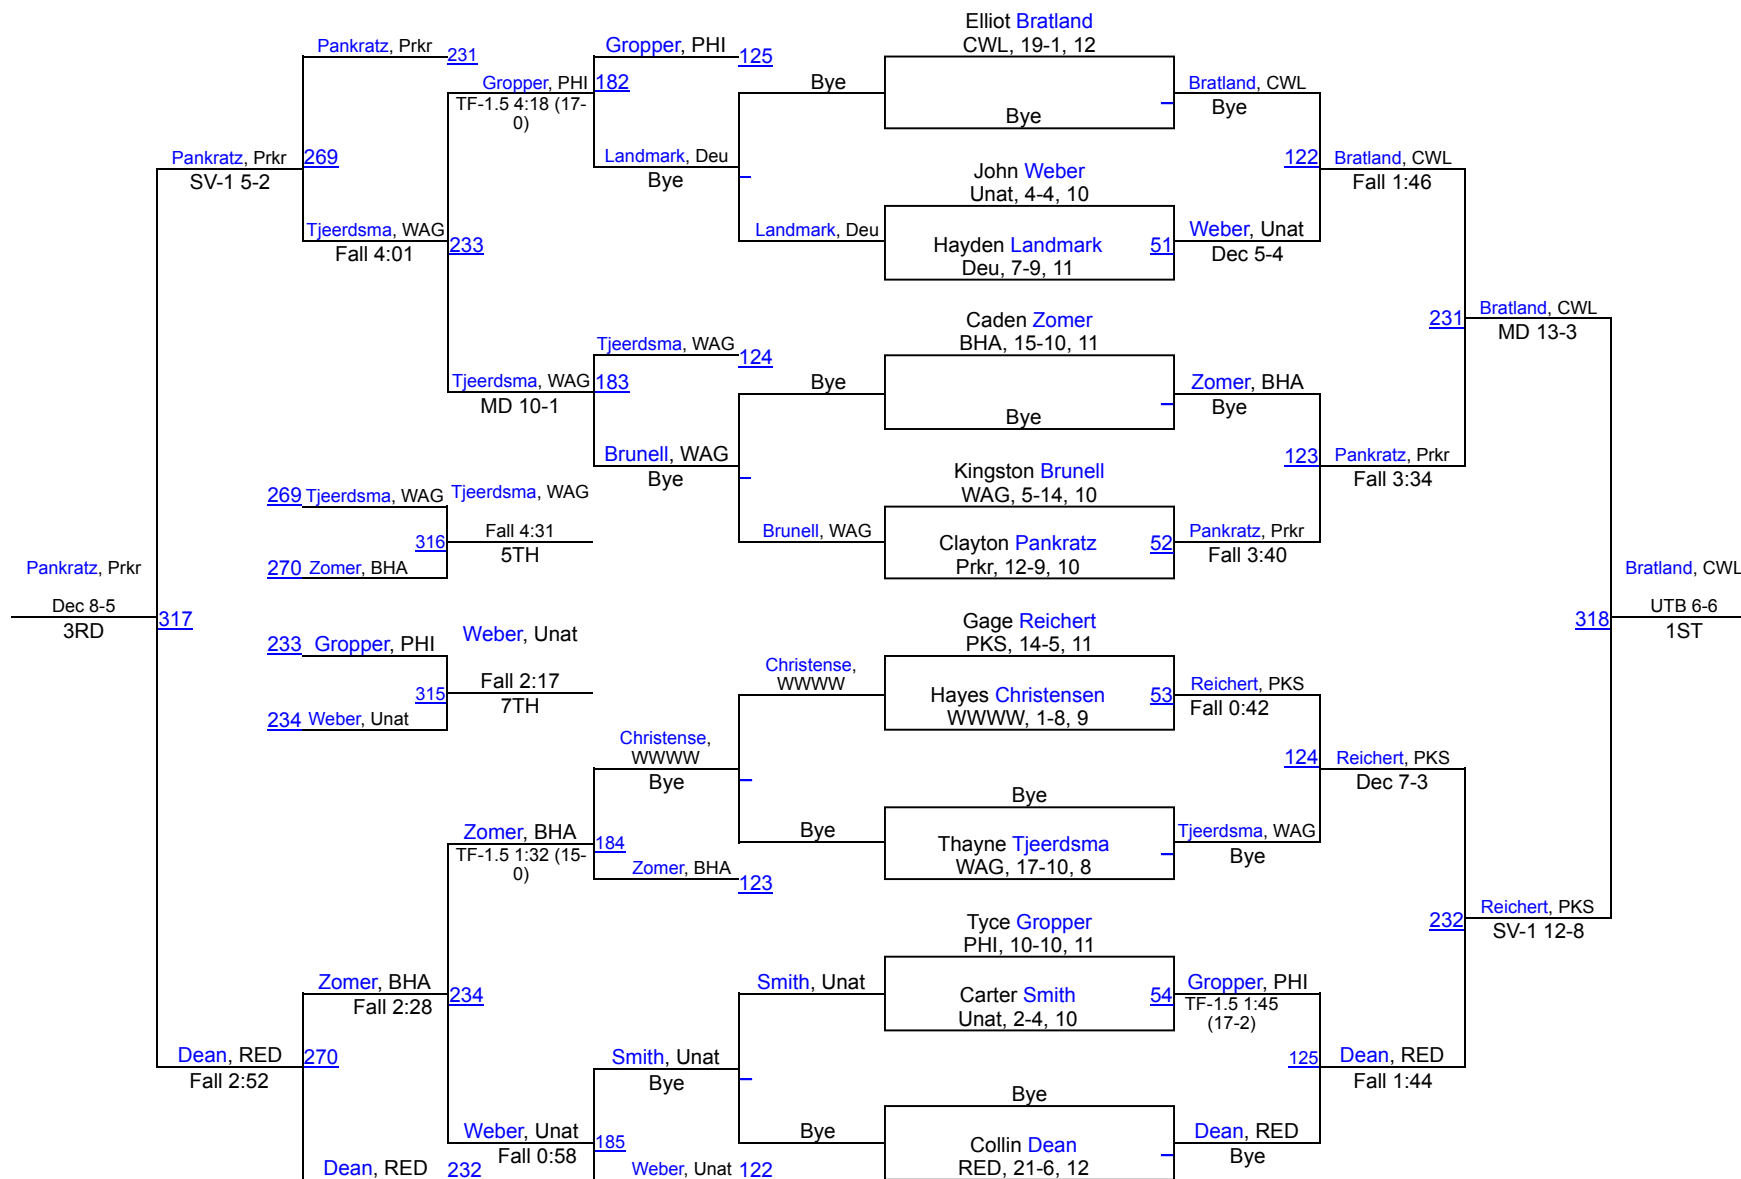 Elliot Bratland
CWL, 19-1, 12
Pankratz, Prkr
231
Gropper, PHI
125
Gropper, PHI
182
TF-1.5 4:18 (17-
0)
Bye
Bye
Bratland, CWL
Bye
Pankratz, Prkr
269
SV-1 5-2
Landmark, Deu
Bye
John Weber
Unat, 4-4, 10
122
Bratland, CWL
Fall 1:46
Tjeerdsma, WAG
233
Fall 4:01
Landmark, Deu
Hayden Landmark
Deu, 7-9, 11
51
Weber, Unat
Dec 5-4
Caden Zomer
BHA, 15-10, 11
231
Bratland, CWL
MD 13-3
Tjeerdsma, WAG
124
Tjeerdsma, WAG
183
MD 10-1
Bye
Bye
Zomer, BHA
Bye
Brunell, WAG
Bye
Kingston Brunell
WAG, 5-14, 10
123
Pankratz, Prkr
Fall 3:34
269
Tjeerdsma, WAG
Tjeerdsma, WAG
316
Fall 4:31
5TH
270
Zomer, BHA
Brunell, WAG
Clayton Pankratz
Prkr, 12-9, 10
52
Pankratz, Prkr
Fall 3:40
Pankratz, Prkr
Dec 8-5
3RD
317
Bratland, CWL
318
UTB 6-6
1ST
Gage Reichert
PKS, 14-5, 11
233
Gropper, PHI
Weber, Unat
315
Fall 2:17
7TH
234
Weber, Unat
Christense,
WWWW
Hayes Christensen
WWWW, 1-8, 9
53
Reichert, PKS
Fall 0:42
Christense,
WWWW
Bye
124
Reichert, PKS
Dec 7-3
Bye
Zomer, BHA
184
TF-1.5 1:32 (15-
0)
Bye
Thayne Tjeerdsma
WAG, 17-10, 8
Tjeerdsma, WAG
Bye
Zomer, BHA
123
Tyce Gropper
PHI, 10-10, 11
232
Reichert, PKS
SV-1 12-8
Zomer, BHA
234
Fall 2:28
Smith, Unat
Carter Smith
Unat, 2-4, 10
54
Gropper, PHI
TF-1.5 1:45
(17-2)
Dean, RED
270
Fall 2:52
Smith, Unat
Bye
125
Dean, RED
Fall 1:44
Bye
Weber, Unat
185
Fall 0:58
Bye
Collin Dean
RED, 21-6, 12
Dean, RED
Bye
Dean, RED
232
Weber, Unat
122